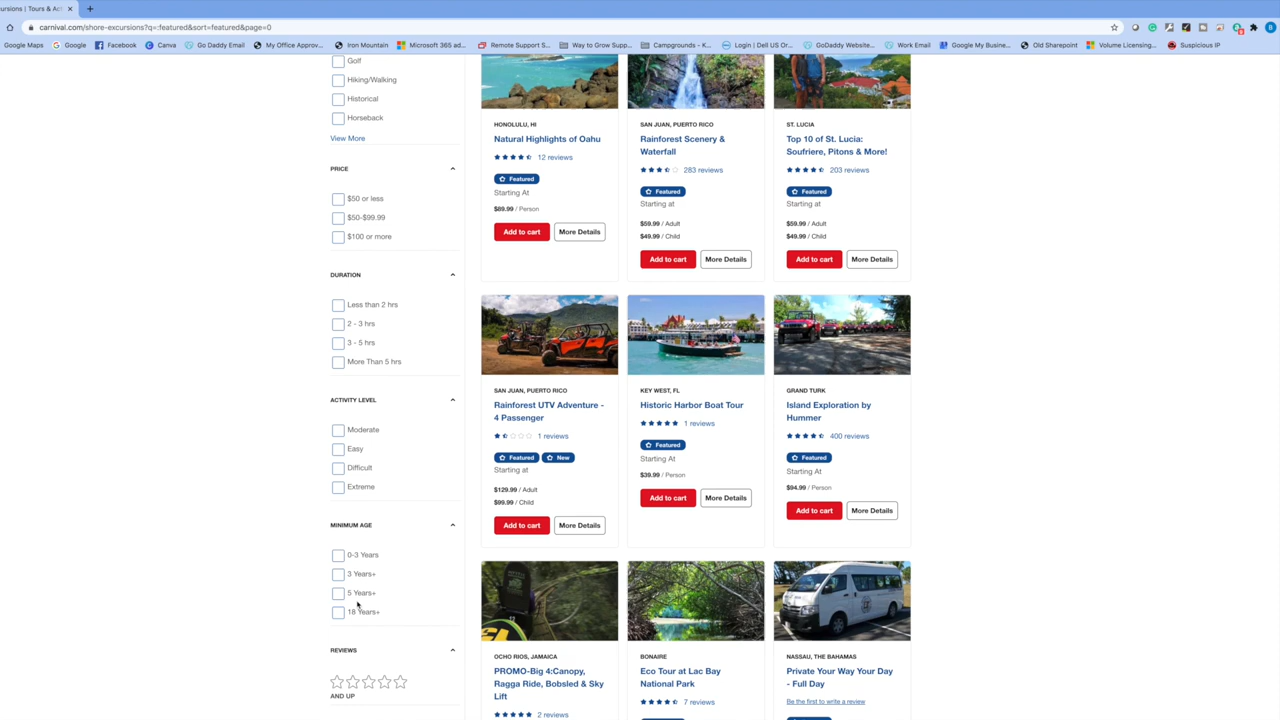 ursions | Tours & Act
carnival.com/shore-excursions?q=:featured&sort=featured&page=0
Google Maps
Google
Facebook
Canva
Go Daddy Email
My Office Approv...
Iron Mountain
Microsoft 365 ad...
Remote Support S...
Way to Grow Supp...
Campgrounds - K...
Login | Dell US Or...
GoDaddy Website...
Work Email
Google My Busine...
Old Sharepoint
Volume Licensing...
Suspicious IP
Golf
Hiking/Walking
Historical
Horseback
View More
PRICE
$50 or less
$50-$99.99
$100 or more
DURATION
Less than 2 hrs
2 - 3 hrs
3 - 5 hrs
More Than 5 hrs
ACTIVITY LEVEL
Moderate
Easy
Difficult
Extreme
MINIMUM AGE
0-3 Years
3 Years+
5 Years+
18 Years+
REVIEWS
AND UP
HONOLULU, HI
Natural Highlights of Oahu
12 reviews
Featured
Starting At
$89.99 / Person
Add to cart
More Details
SAN JUAN, PUERTO RICO
Rainforest Scenery &
Waterfall
283 reviews
Featured
Starting at
$59.99 / Adult
$49.99 / Child
Add to cart
More Details
ST. LUCIA
Top 10 of St. Lucia:
Soufriere, Pitons & More!
203 reviews
Featured
Starting at
$59.99 / Adult
$49.99 / Child
Add to cart
More Details
SAN JUAN, PUERTO RICO
Rainforest UTV Adventure -
4 Passenger
1 reviews
Featured
New
Starting at
$129.99 / Adult
$99.99 / Child
Add to cart
More Details
KEY WEST, FL
Historic Harbor Boat Tour
1 reviews
Featured
Starting At
$39.99 / Person
Add to cart
More Details
GRAND TURK
Island Exploration by
Hummer
400 reviews
Featured
Starting At
$94.99 / Person
Add to cart
More Details
OCHO RIOS, JAMAICA
PROMO-Big 4:Canopy,
Ragga Ride, Bobsled & Sky
Lift
2 reviews
BONAIRE
Eco Tour at Lac Bay
National Park
7 reviews
NASSAU, THE BAHAMAS
Private Your Way Your Day
- Full Day
Be the first to write a review